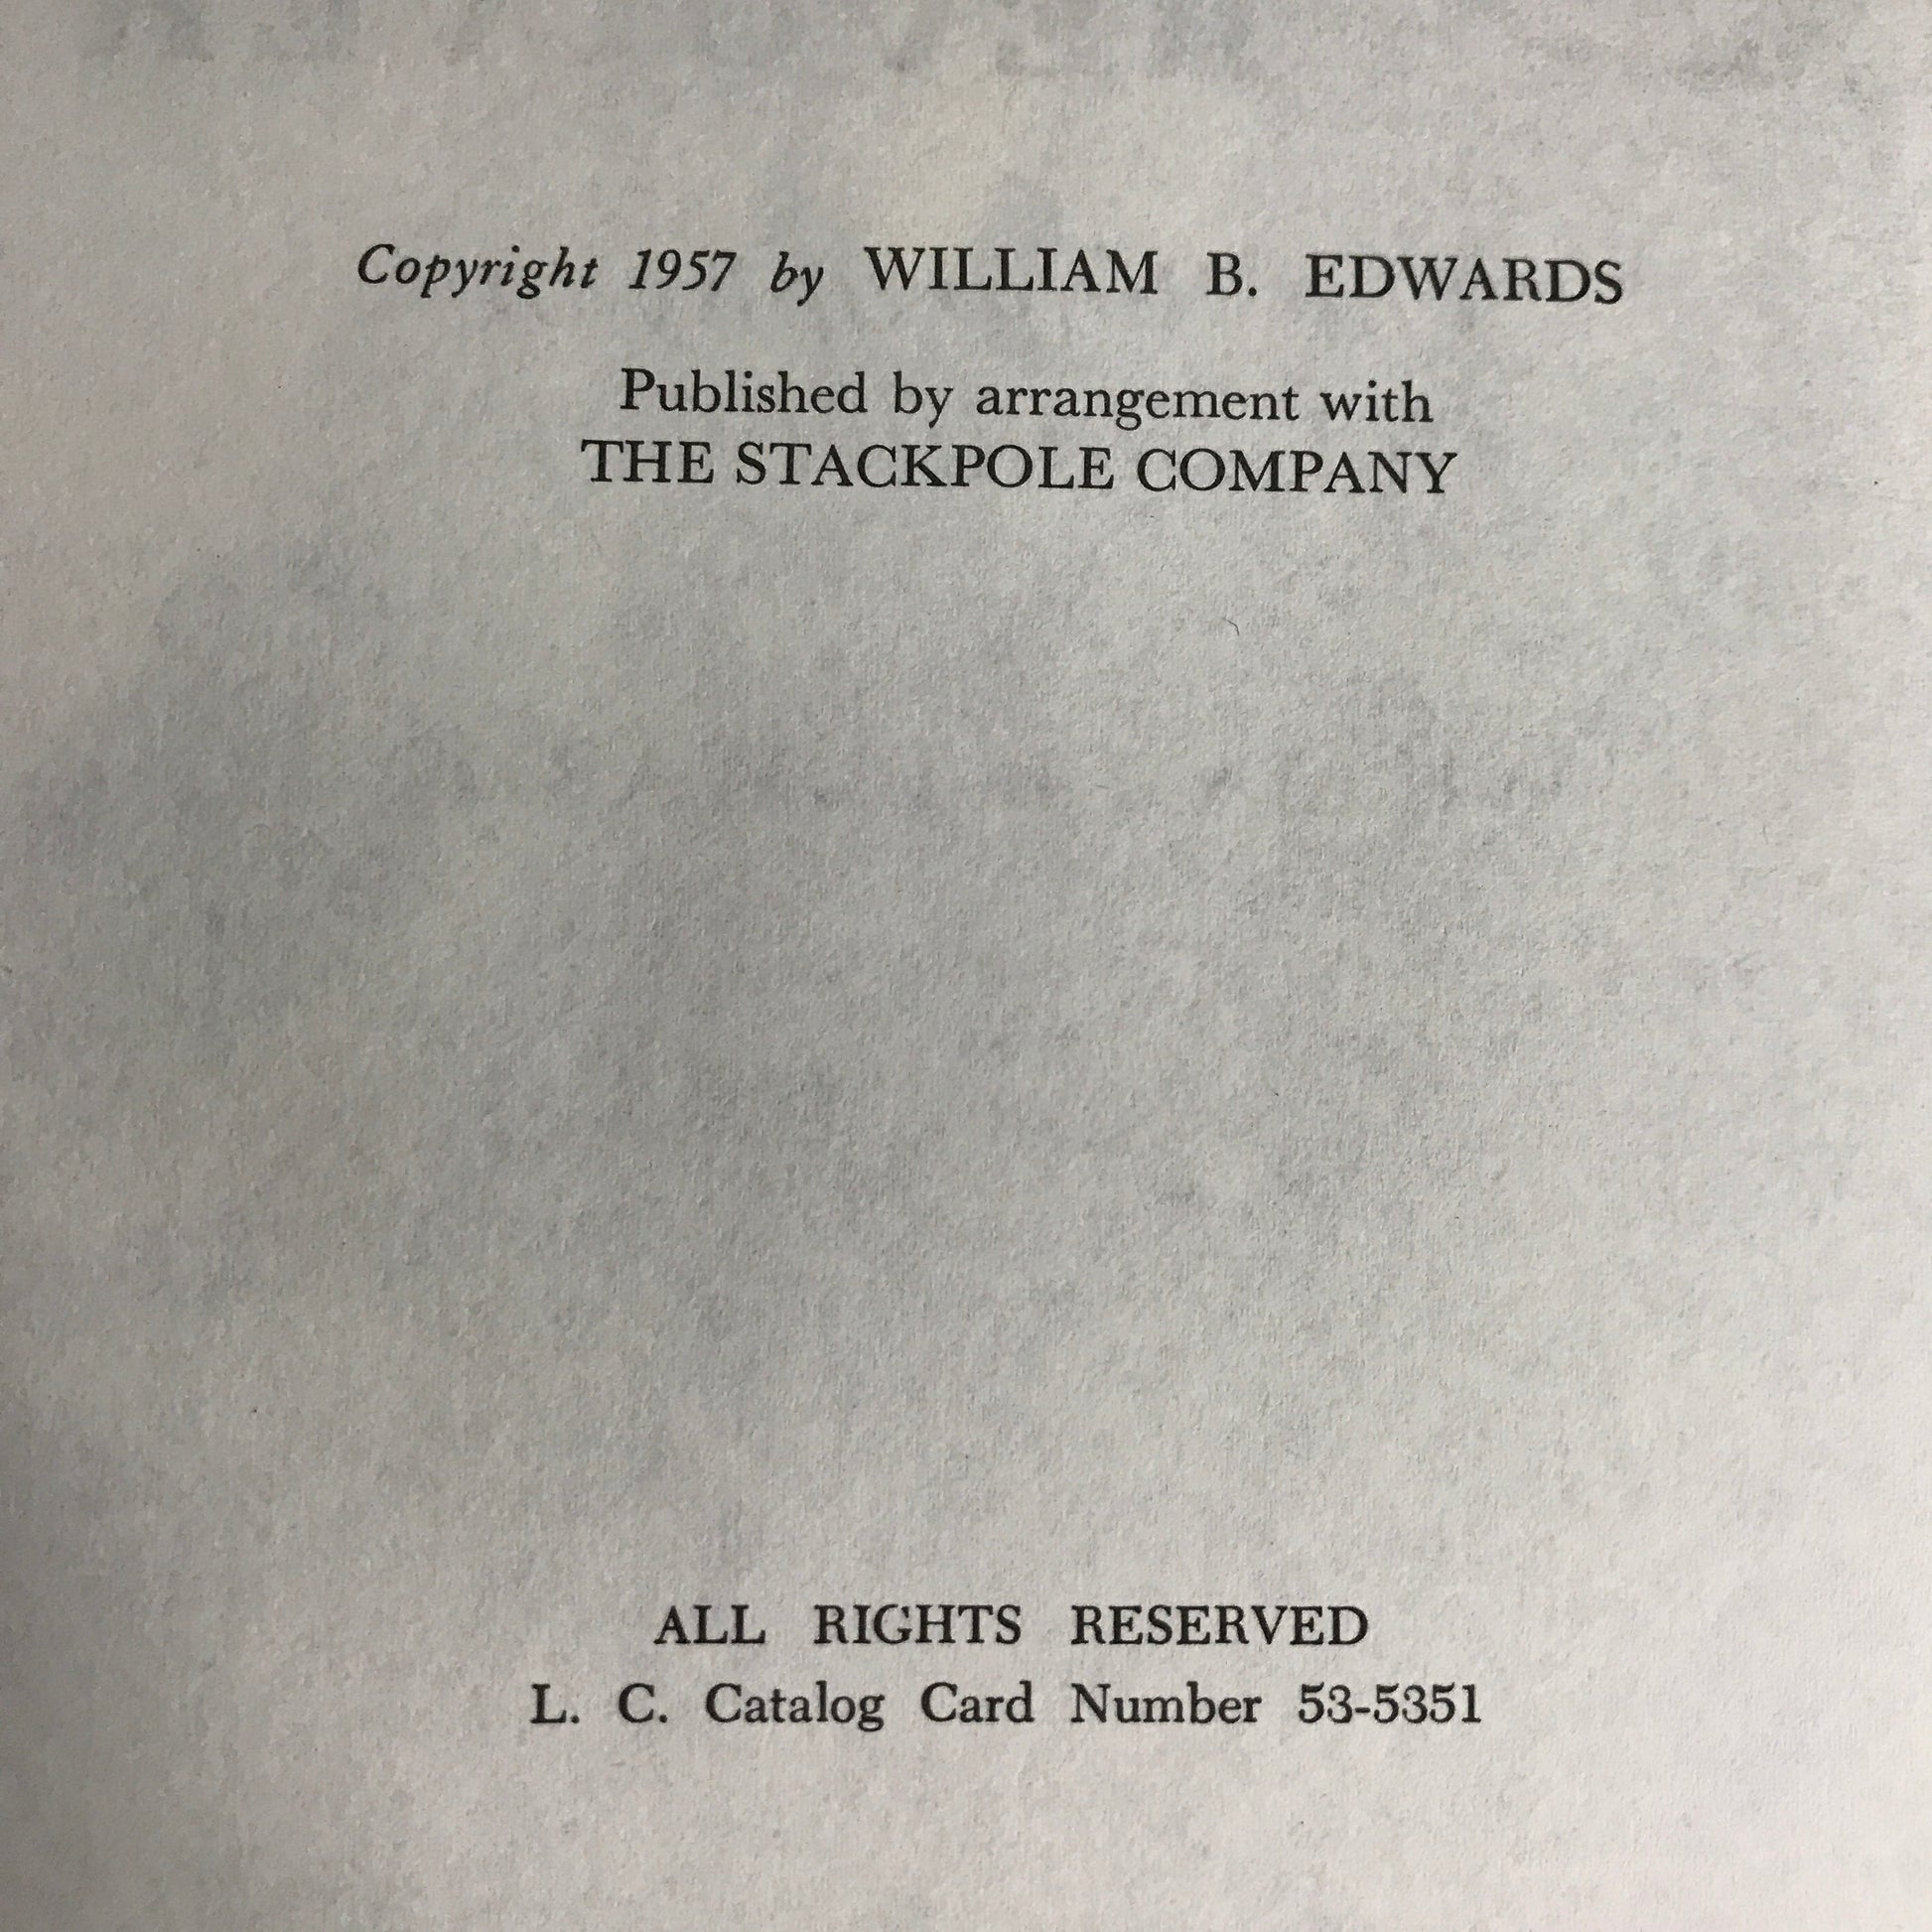 Copyright 1957 by WILLIAM B. EDWARDS
Published by arrangement with
THE STACKPOLE COMPANY
ALL RIGHTS RESERVED
L. C. Catalog Card Number 53-5351